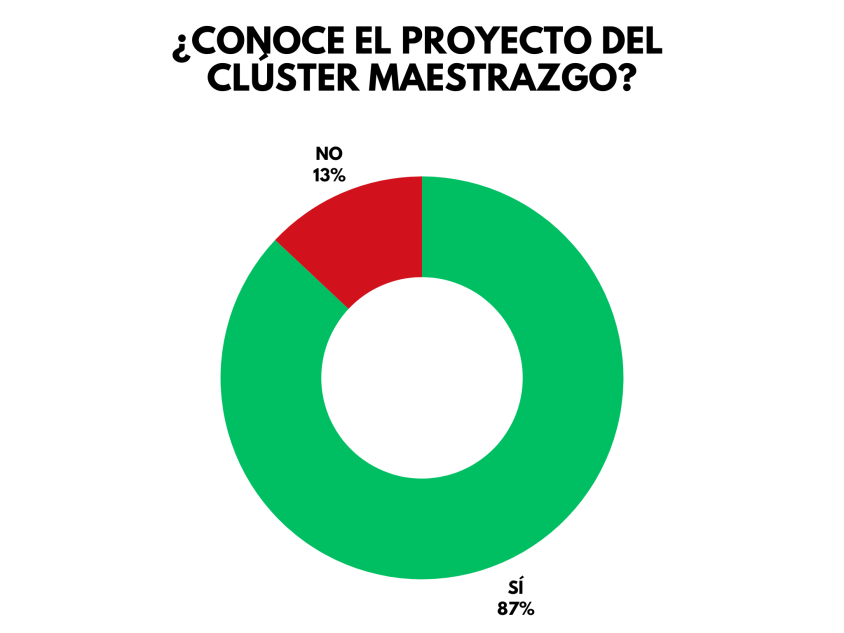 ¿CONOCE EL PROYECTO DEL
CLÚSTER MAESTRAZGO?
NO
13%
SÍ
87%